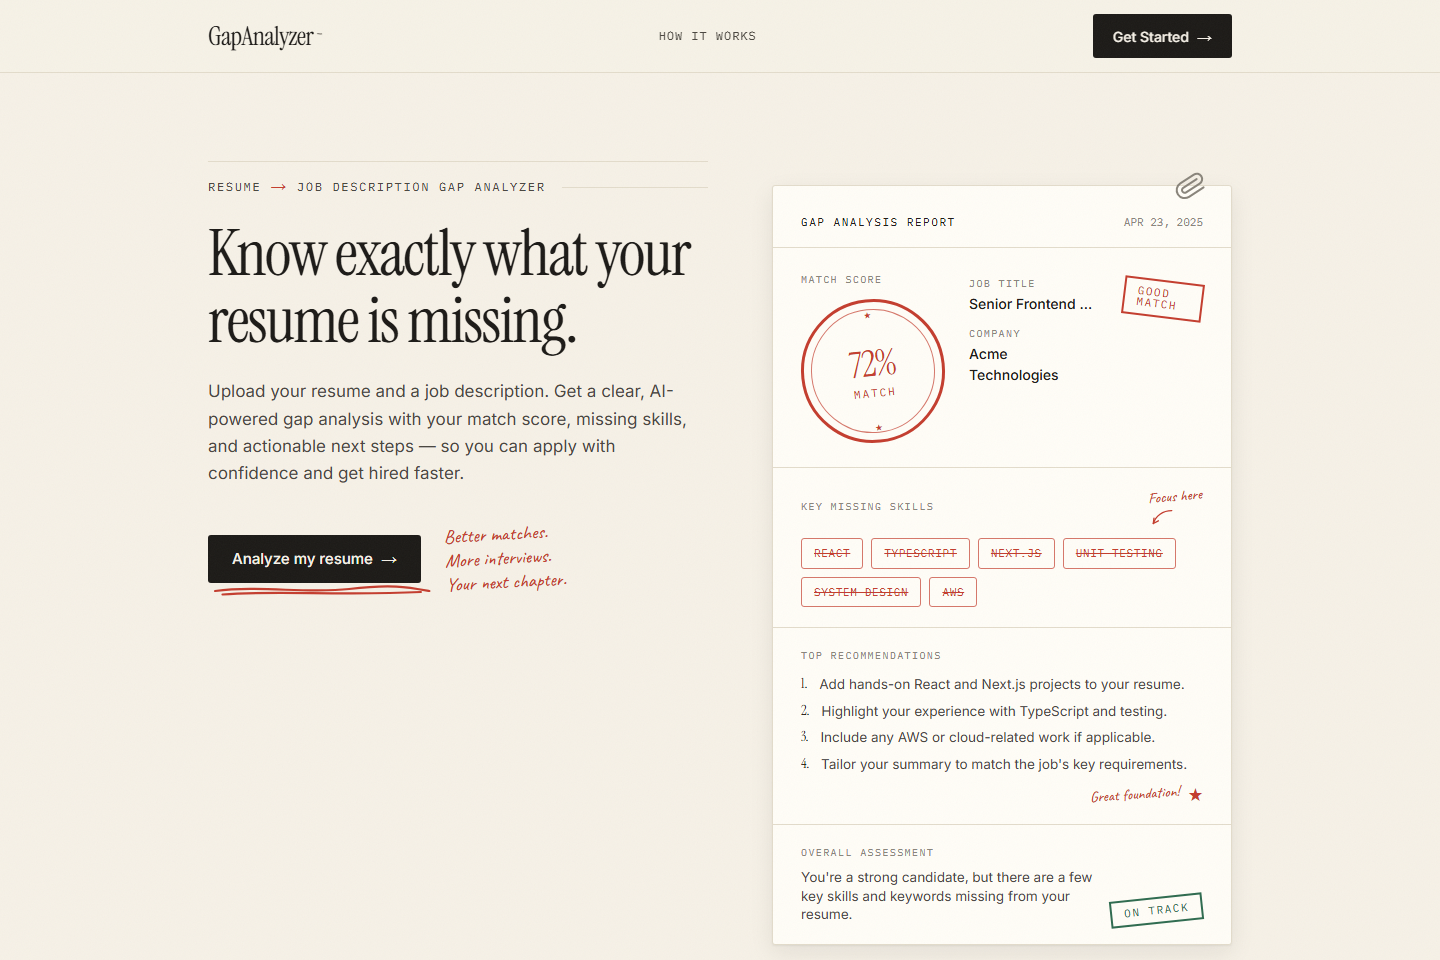 GapAnalyzer
HOW IT WORKS
Get Started →
RESUME → JOB DESCRIPTION GAP ANALYZER
Know exactly what your
resume is missing.
Upload your resume and a job description. Get a clear, AI-
powered gap analysis with your match score, missing skills,
and actionable next steps — so you can apply with
confidence and get hired faster.
Analyze my resume →
Better matches.
More interviews.
Your next chapter.
GAP ANALYSIS REPORT
APR 23, 2025
MATCH SCORE
★
72%
MATCH
★
JOB TITLE
Senior Frontend ...
COMPANY
Acme
Technologies
GOOD
MATCH
KEY MISSING SKILLS
Focus here
REACT
TYPESCRIPT
NEXT.JS
UNIT TESTING
SYSTEM DESIGN
AWS
TOP RECOMMENDATIONS
1. Add hands-on React and Next.js projects to your resume.
2. Highlight your experience with TypeScript and testing.
3. Include any AWS or cloud-related work if applicable.
4. Tailor your summary to match the job's key requirements.
Great foundation! ★
OVERALL ASSESSMENT
You're a strong candidate, but there are a few
key skills and keywords missing from your
resume.
ON TRACK